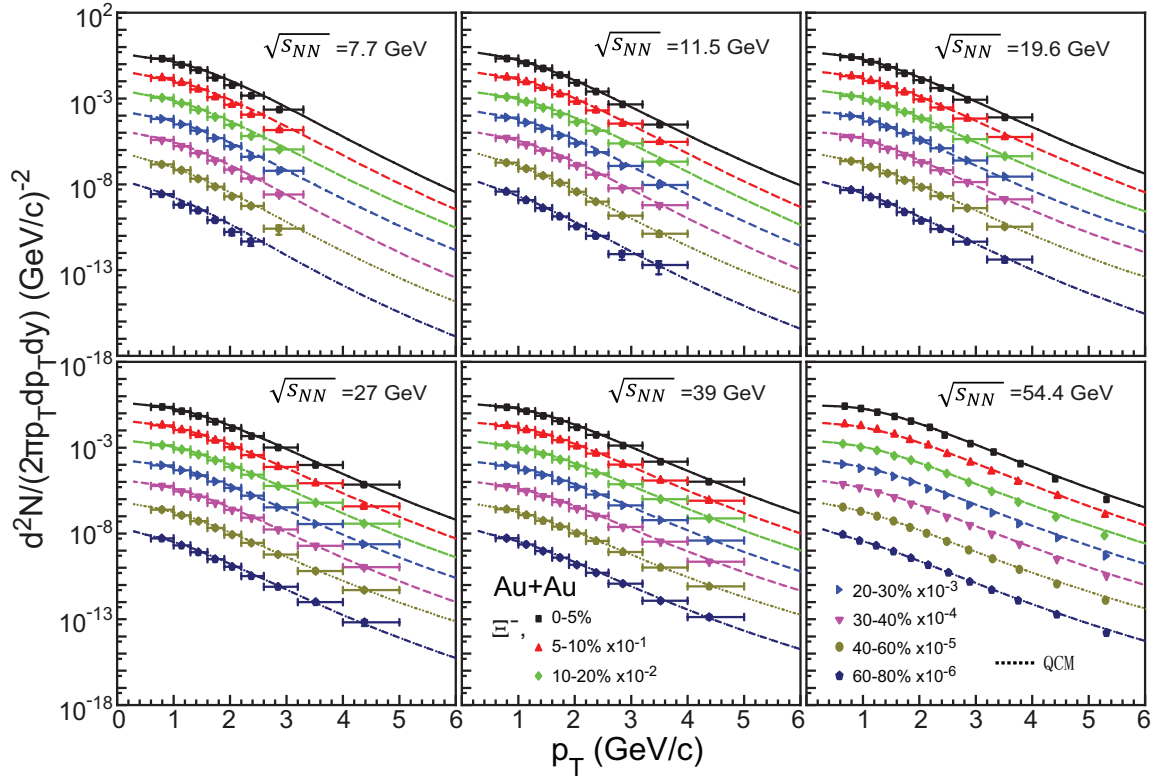 d²N/(2πp_Tdp_Tdy) (GeV/c)⁻²
10²
10⁻³
10⁻⁸
10⁻¹³
10⁻¹⁸
√s_NN =7.7 GeV
√s_NN =11.5 GeV
√s_NN =19.6 GeV
10⁻³
10⁻⁸
10⁻¹³
10⁻¹⁸
√s_NN =27 GeV
√s_NN =39 GeV
√s_NN =54.4 GeV
Au+Au
Ξ⁻,
0-5%
5-10% x10⁻¹
10-20% x10⁻²
20-30% x10⁻³
30-40% x10⁻⁴
40-60% x10⁻⁵
60-80% x10⁻⁶
QCM
0 1 2 3 4 5 6 1 2 3 4 5 6 1 2 3 4 5 6
p_T (GeV/c)